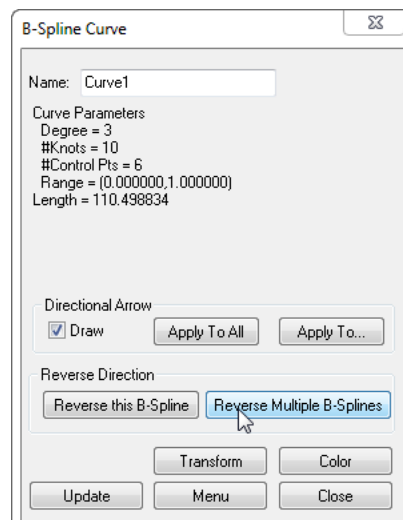 B-Spline Curve
Name: Curve1
Curve Parameters
Degree = 3
#Knots = 10
#Control Pts = 6
Range = (0.000000,1.000000)
Length = 110.498834
Directional Arrow
Draw Apply To All Apply To...
Reverse Direction
Reverse this B-Spline Reverse Multiple B-Splines
Transform Color
Update Menu Close